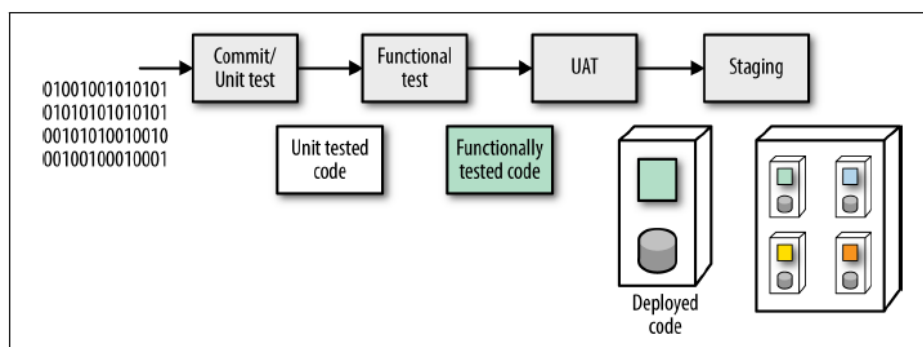 Commit/
Unit test
Functional
test
UAT
Staging
01001001010101
01010101010101
00101010010010
00100100010001
Unit tested
code
Functionally
tested code
Deployed
code